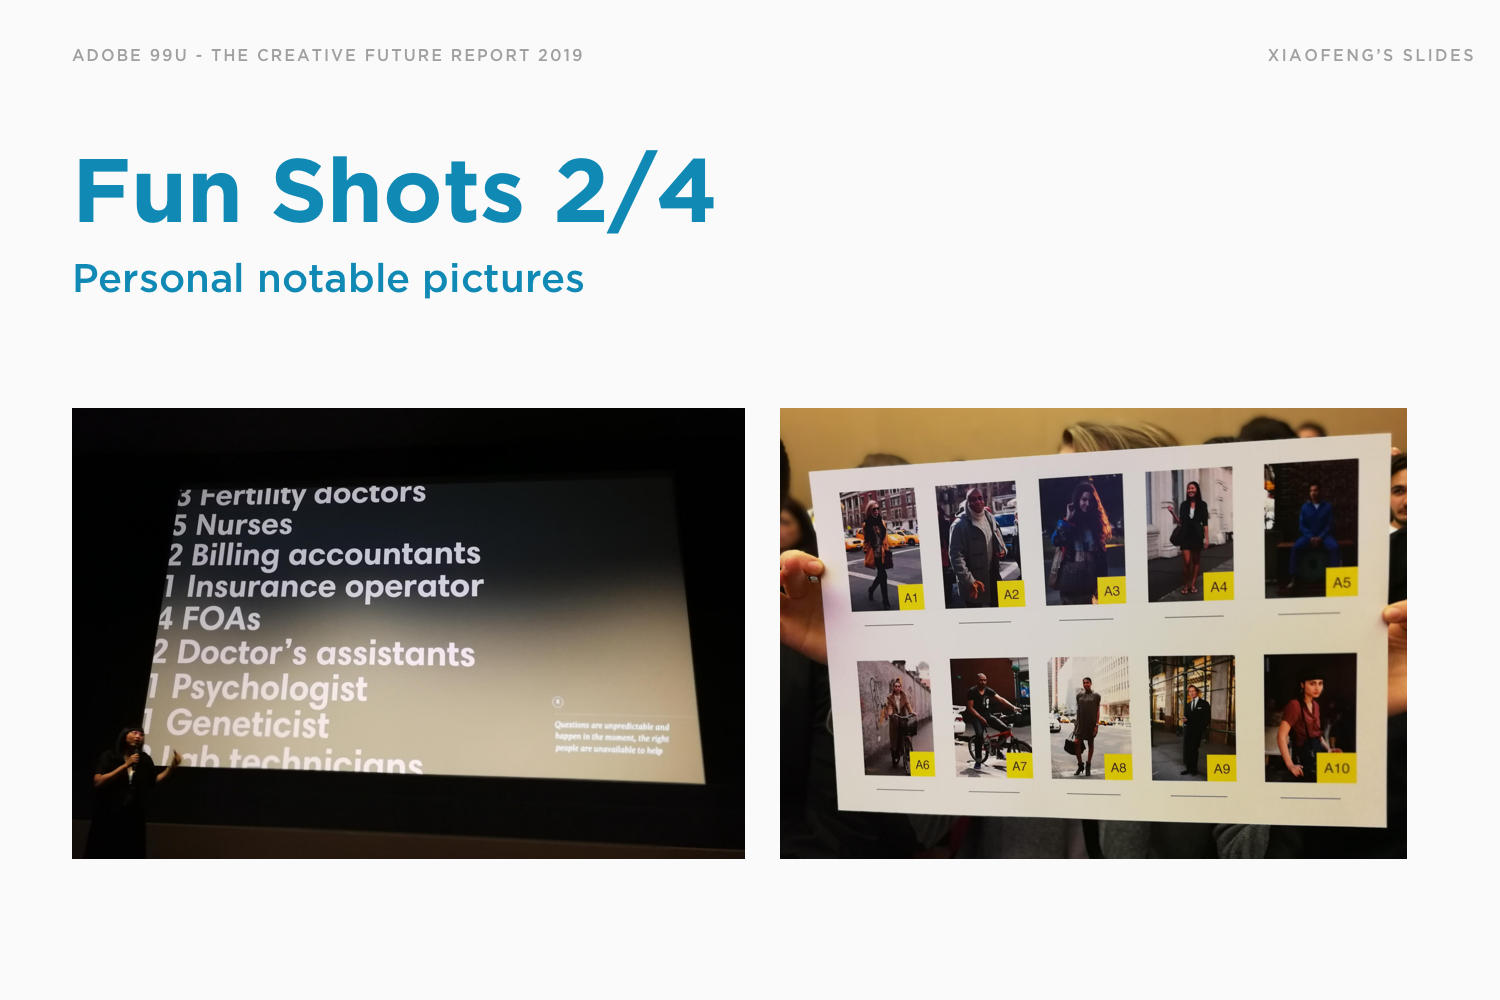 ADOBE 99U - THE CREATIVE FUTURE REPORT 2019
XIAOFENG’S SLIDES
Fun Shots 2/4
Personal notable pictures
3 Fertility doctors
5 Nurses
2 Billing accountants
1 Insurance operator
4 FOAs
2 Doctor’s assistants
1 Psychologist
1 Geneticist
Lab technicians
Questions are unpredictable and
happen in the moment, the right
people are unavailable to help
A1
A2
A3
A4
A5
A6
A7
A8
A9
A10